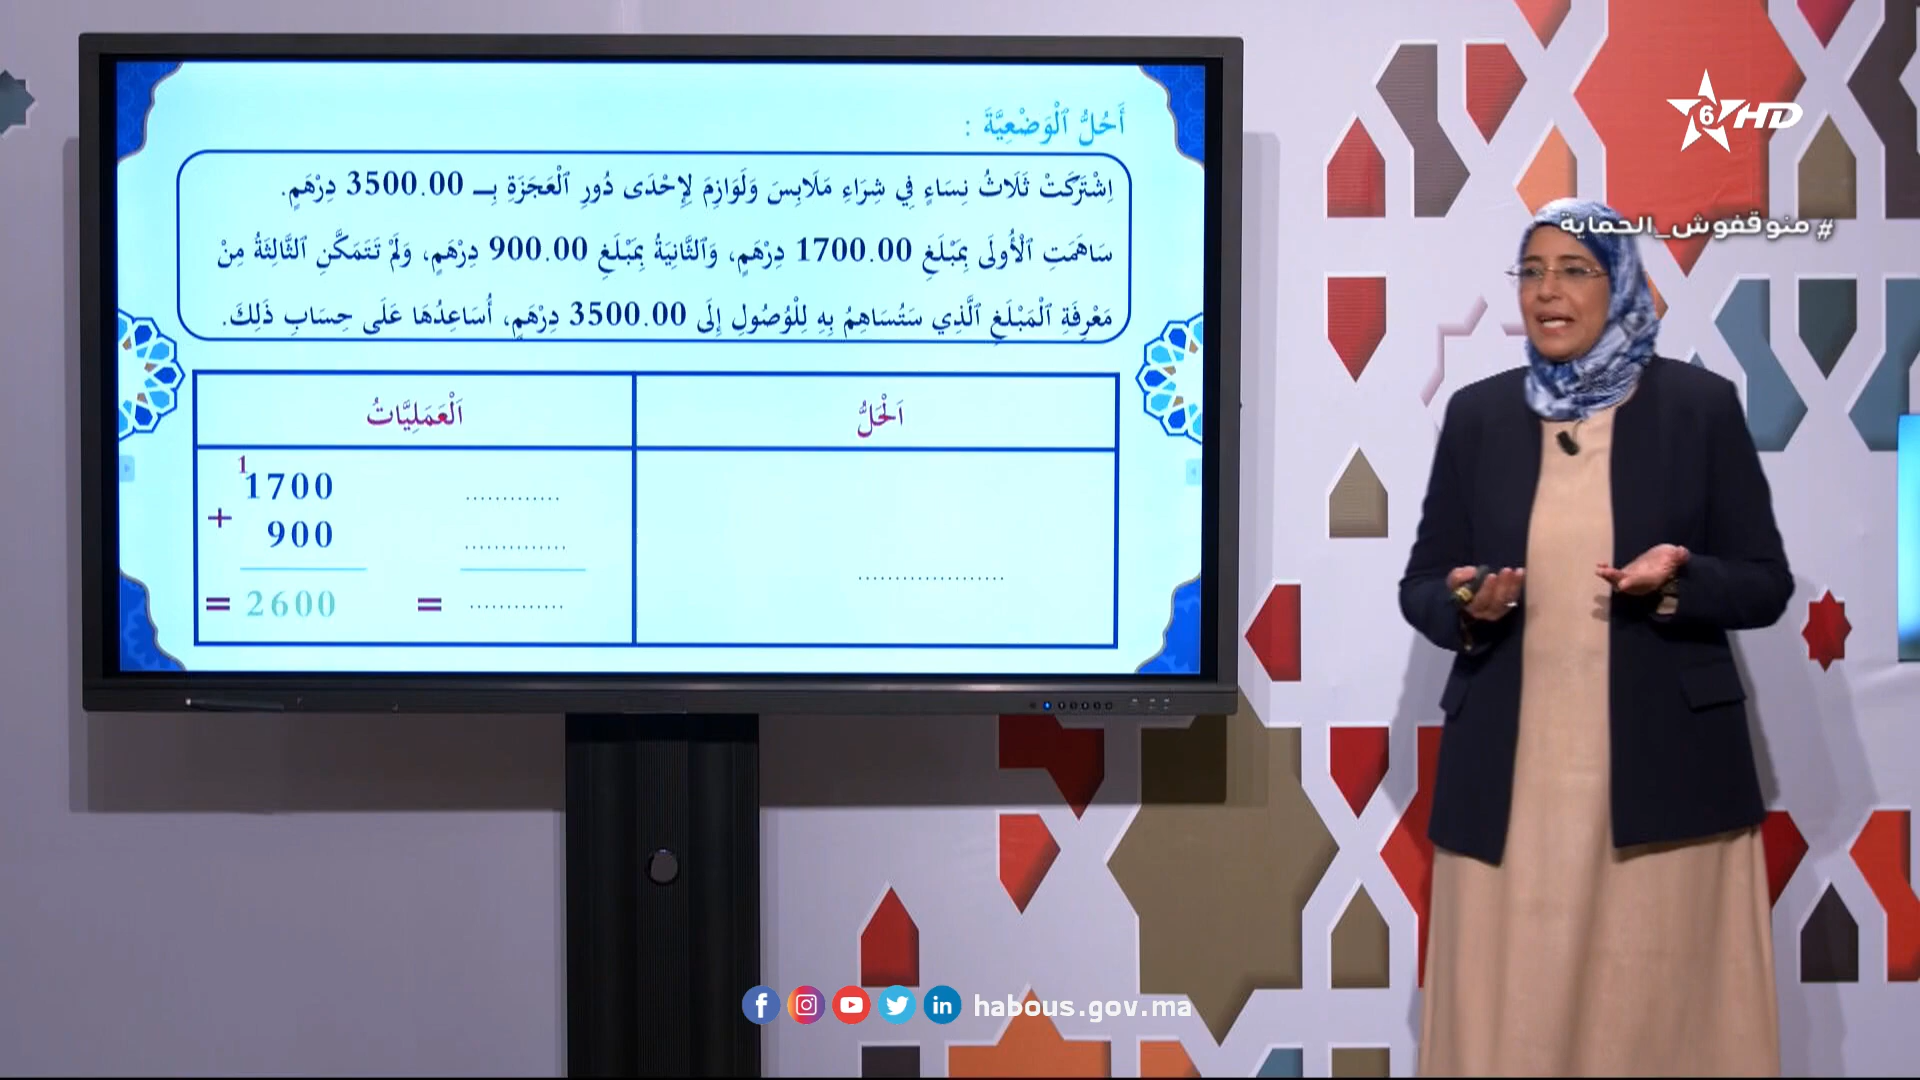 أَحُلُّ ٱلْوَضْعِيَّةَ :
اِشْتَرَكَتْ ثَلَاثُ نِسَاءٍ فِي شِرَاءِ مَلَابِسَ وَلَوَازِمَ لِإِحْدَى دُورِ ٱلْعَجَزَةِ بِـــ 3500.00 دِرْهَمٍ.
سَاهَمَتِ ٱلْأُولَى بِمَبْلَغِ 1700.00 دِرْهَمٍ، وَٱلثَّانِيَةُ بِمَبْلَغِ 900.00 دِرْهَمٍ، وَلَمْ تَتَمَكَّنِ ٱلثَّالِثَةُ مِنْ
مَعْرِفَةِ ٱلْمَبْلَغِ ٱلَّذِي سَتُسَاهِمُ بِهِ لِلْوُصُولِ إِلَى 3500.00 دِرْهَمٍ، أُسَاعِدُهَا عَلَى حِسَابِ ذَلِكَ.
اَلْحَلُّ
اَلْعَمَلِيَّاتُ
....................
1
1700
+
900
= 2600
.............
..............
= .............
6 HD
#منوقفوش_الحماية
habous.gov.ma